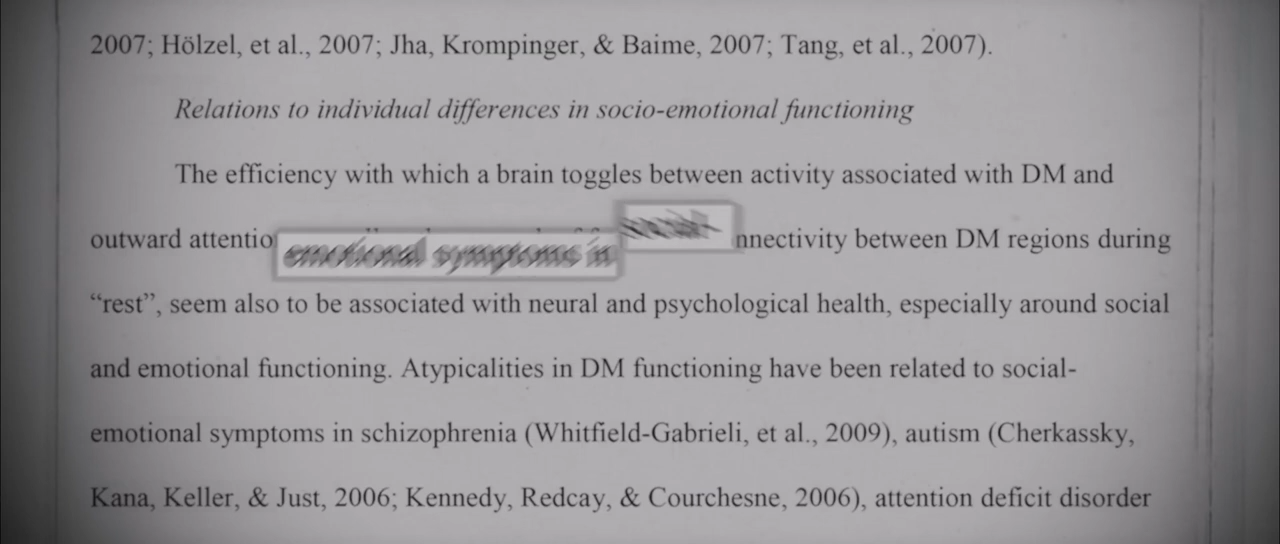 2007; Hölzel, et al., 2007; Jha, Krompinger, & Baime, 2007; Tang, et al., 2007).
Relations to individual differences in socio-emotional functioning
The efficiency with which a brain toggles between activity associated with DM and
outward attentio emotional symptoms in nnectivity between DM regions during
“rest”, seem also to be associated with neural and psychological health, especially around social
and emotional functioning. Atypicalities in DM functioning have been related to social-
emotional symptoms in schizophrenia (Whitfield-Gabrieli, et al., 2009), autism (Cherkassky,
Kana, Keller, & Just, 2006; Kennedy, Redcay, & Courchesne, 2006), attention deficit disorder